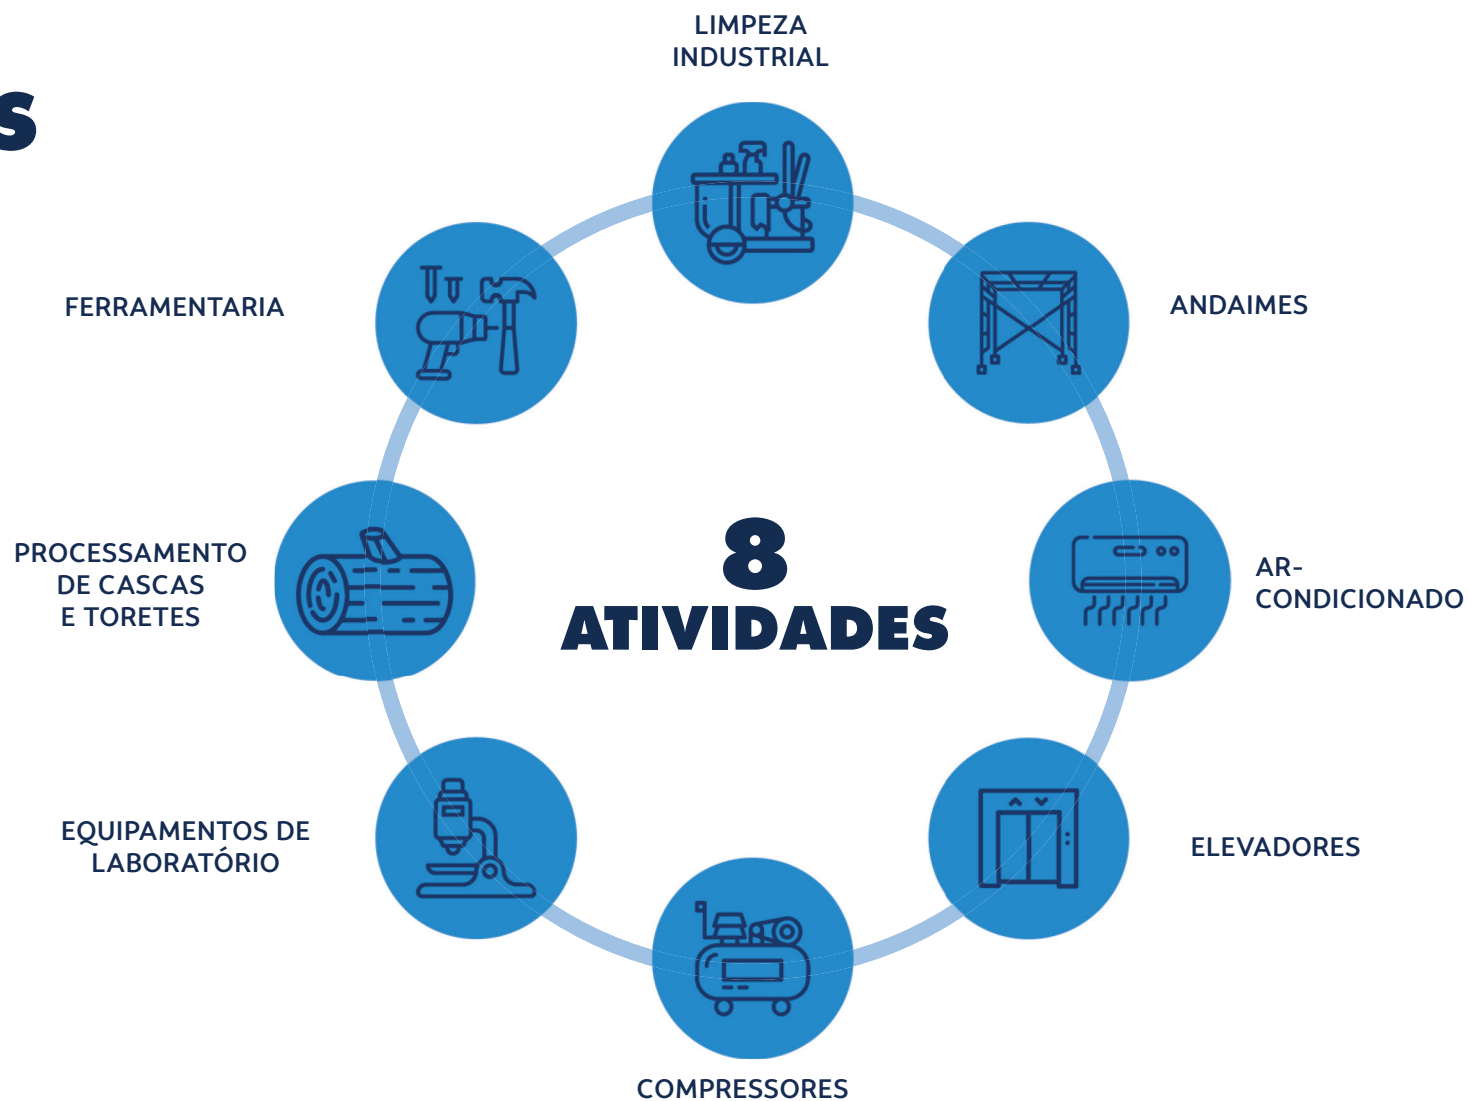 LIMPEZA
INDUSTRIAL
S
FERRAMENTARIA
ANDAIMES
PROCESSAMENTO
DE CASCAS
E TORETES
8
ATIVIDADES
AR-
CONDICIONADO
EQUIPAMENTOS DE
LABORATÓRIO
ELEVADORES
COMPRESSORES